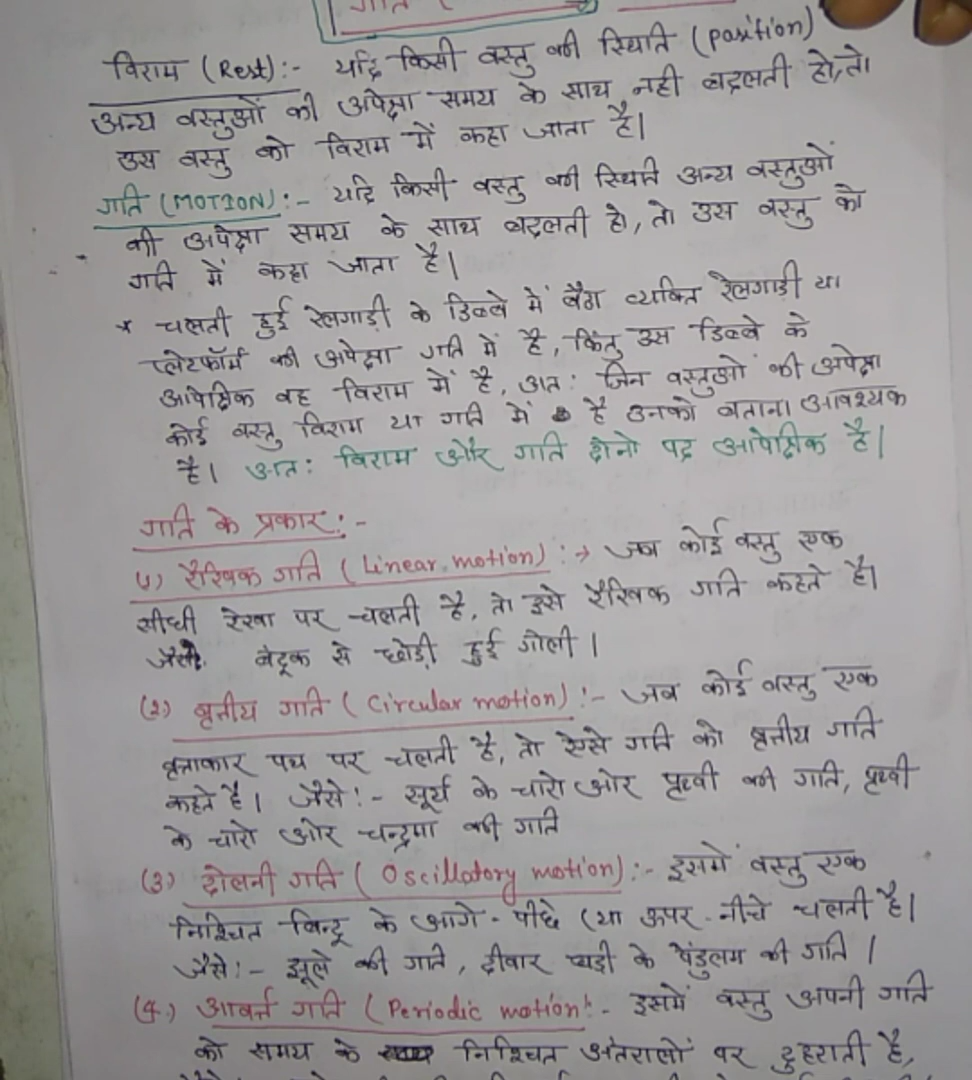 गति (
विराम (Rest):- यदि किसी वस्तु की स्थिति (position)
अन्य वस्तुओं की अपेक्षा समय के साथ नही बदलती हो, तो
उस वस्तु को विराम में कहा जाता है।
गति (MOTION):- यदि किसी वस्तु की स्थिति अन्य वस्तुओं
की अपेक्षा समय के साथ बदलती हो, तो उस वस्तु को
गति में कहा जाता है।
* चलती हुई रेलगाड़ी के डिब्बे में बैठा व्यक्ति रेलगाड़ी या
प्लेटफॉर्म की अपेक्षा गति में है, किंतु उस डिब्बे के
आपेक्षिक वह विराम में है, अत: जिन वस्तुओं की अपेक्षा
कोई वस्तु विराम या गति में है उनको बताना आवश्यक
है। अत: विराम और गति दोनो पद आपेक्षिक है।
गति के प्रकार:-
(1) रैखिक गति (Linear motion) :→ जब कोई वस्तु एक
सीधी रेखा पर चलती है, तो इसे रैखिक गति कहते है।
जैसे. बंदूक से छोड़ी हुई गोली।
(2) वृत्तीय गति (Circular motion) :- जब कोई वस्तु एक
वृत्ताकार पथ पर चलती है, तो ऐसे गति को वृत्तीय गति
कहते है। जैसे:- सूर्य के चारो ओर पृथ्वी की गति, पृथ्वी
के चारो ओर चन्द्रमा की गति
(3) दोलनी गति (Oscillatory motion):- इसमें वस्तु एक
निश्चित बिन्दू के आगे-पीछे (या ऊपर-नीचे चलती है।
जैसे:- झूले की गति, दीवार घड़ी के पेंडुलम की गति।
(4.) आवर्त गति (Periodic motion:- इसमें वस्तु अपनी गति
को समय के निश्चित अंतरालों पर दुहराती है,